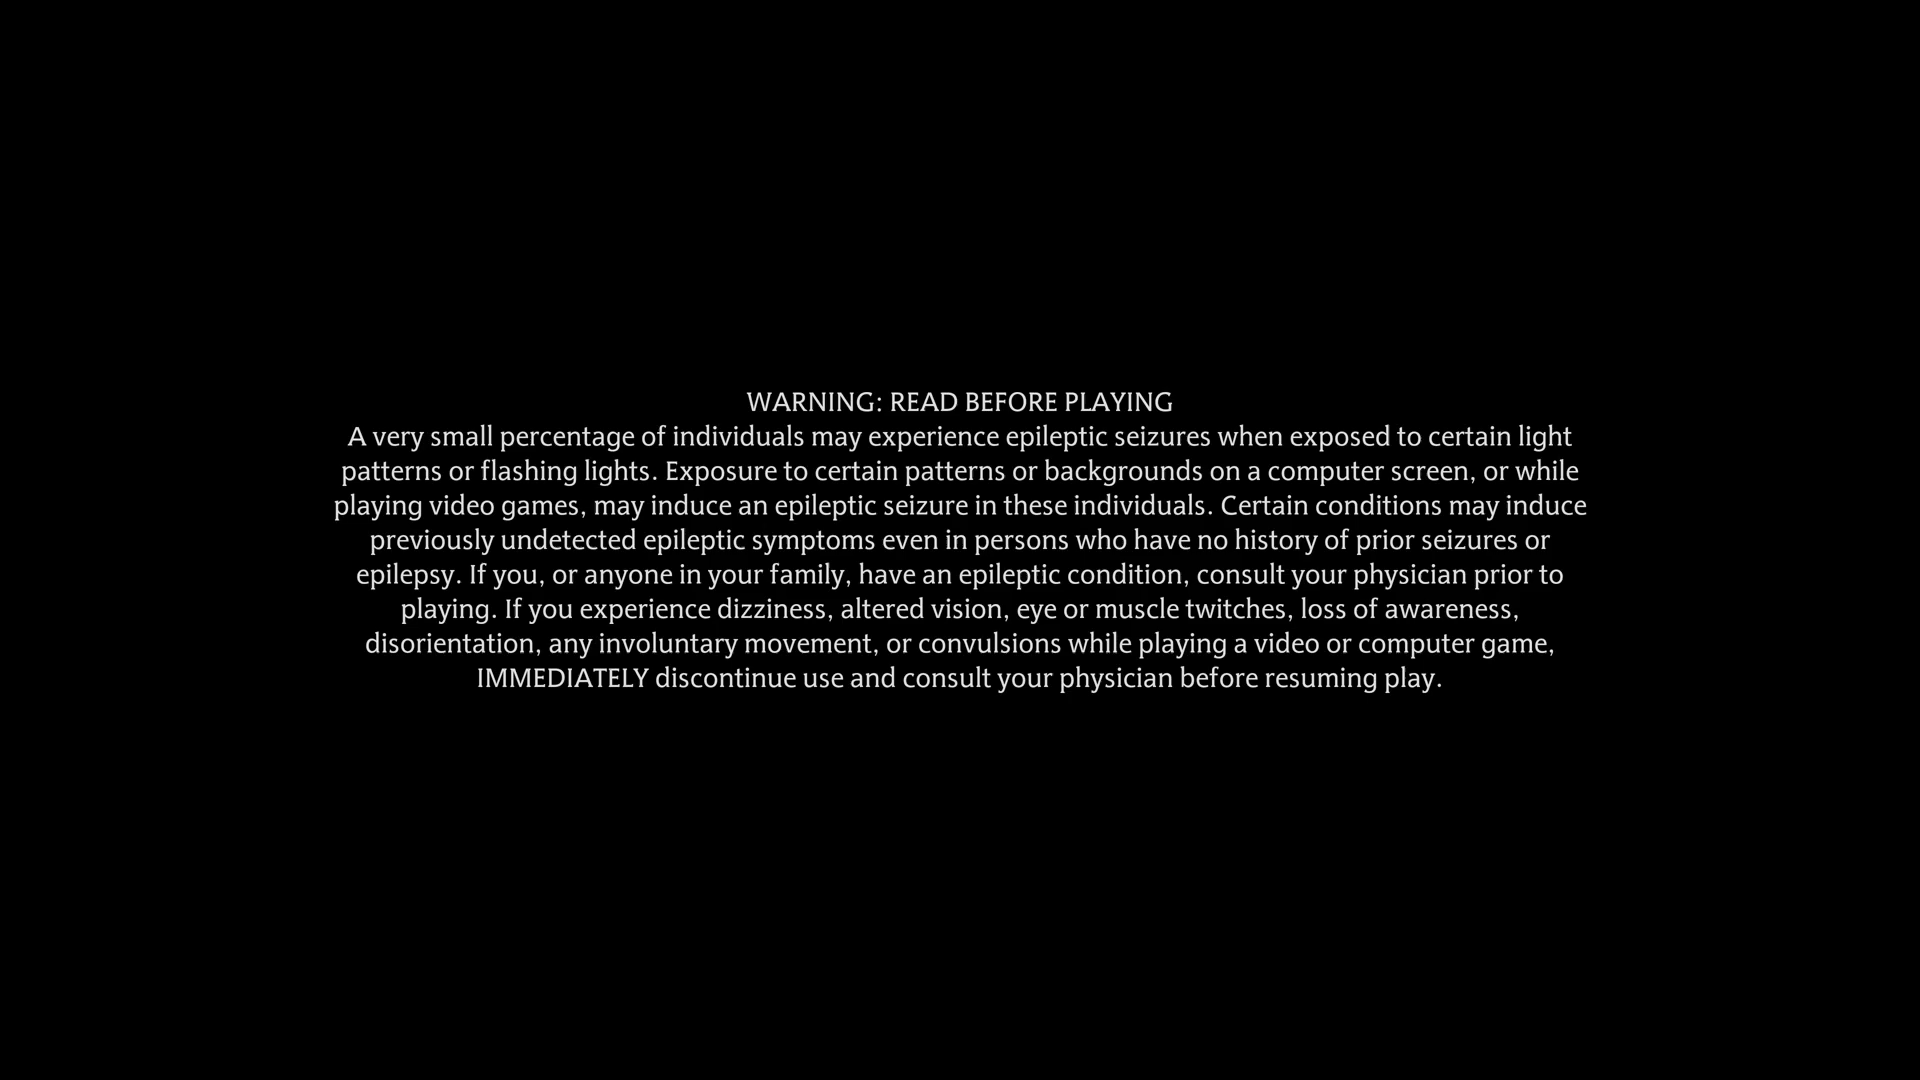 WARNING: READ BEFORE PLAYING
A very small percentage of individuals may experience epileptic seizures when exposed to certain light
patterns or flashing lights. Exposure to certain patterns or backgrounds on a computer screen, or while
playing video games, may induce an epileptic seizure in these individuals. Certain conditions may induce
previously undetected epileptic symptoms even in persons who have no history of prior seizures or
epilepsy. If you, or anyone in your family, have an epileptic condition, consult your physician prior to
playing. If you experience dizziness, altered vision, eye or muscle twitches, loss of awareness,
disorientation, any involuntary movement, or convulsions while playing a video or computer game,
IMMEDIATELY discontinue use and consult your physician before resuming play.